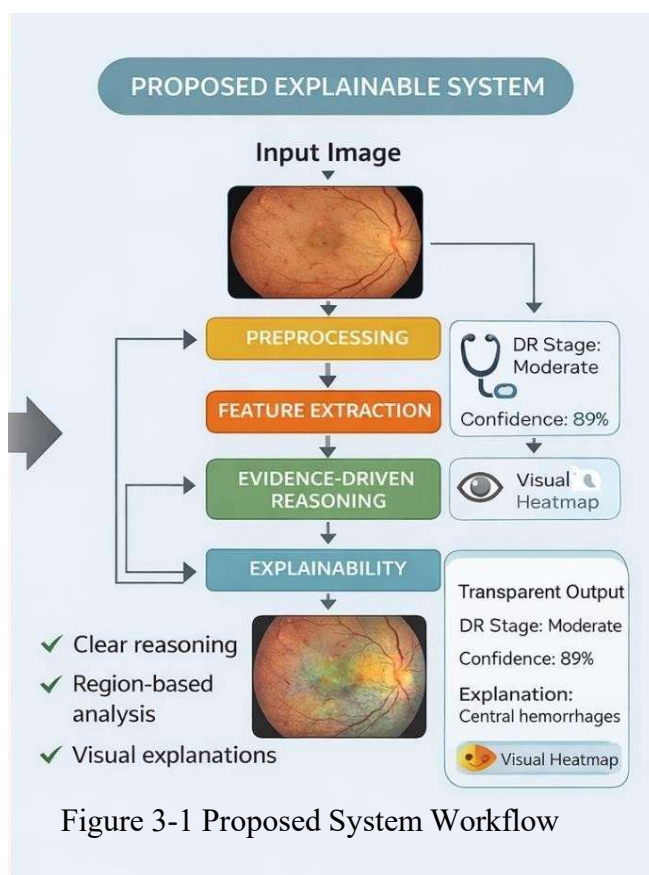 PROPOSED EXPLAINABLE SYSTEM
Input Image
PREPROCESSING
FEATURE EXTRACTION
EVIDENCE-DRIVEN
REASONING
EXPLAINABILITY
DR Stage:
Moderate
Confidence: 89%
Visual
Heatmap
Transparent Output
DR Stage: Moderate
Confidence: 89%
Explanation:
Central hemorrhages
Visual Heatmap
Clear reasoning
Region-based
analysis
Visual explanations
Figure 3-1 Proposed System Workflow